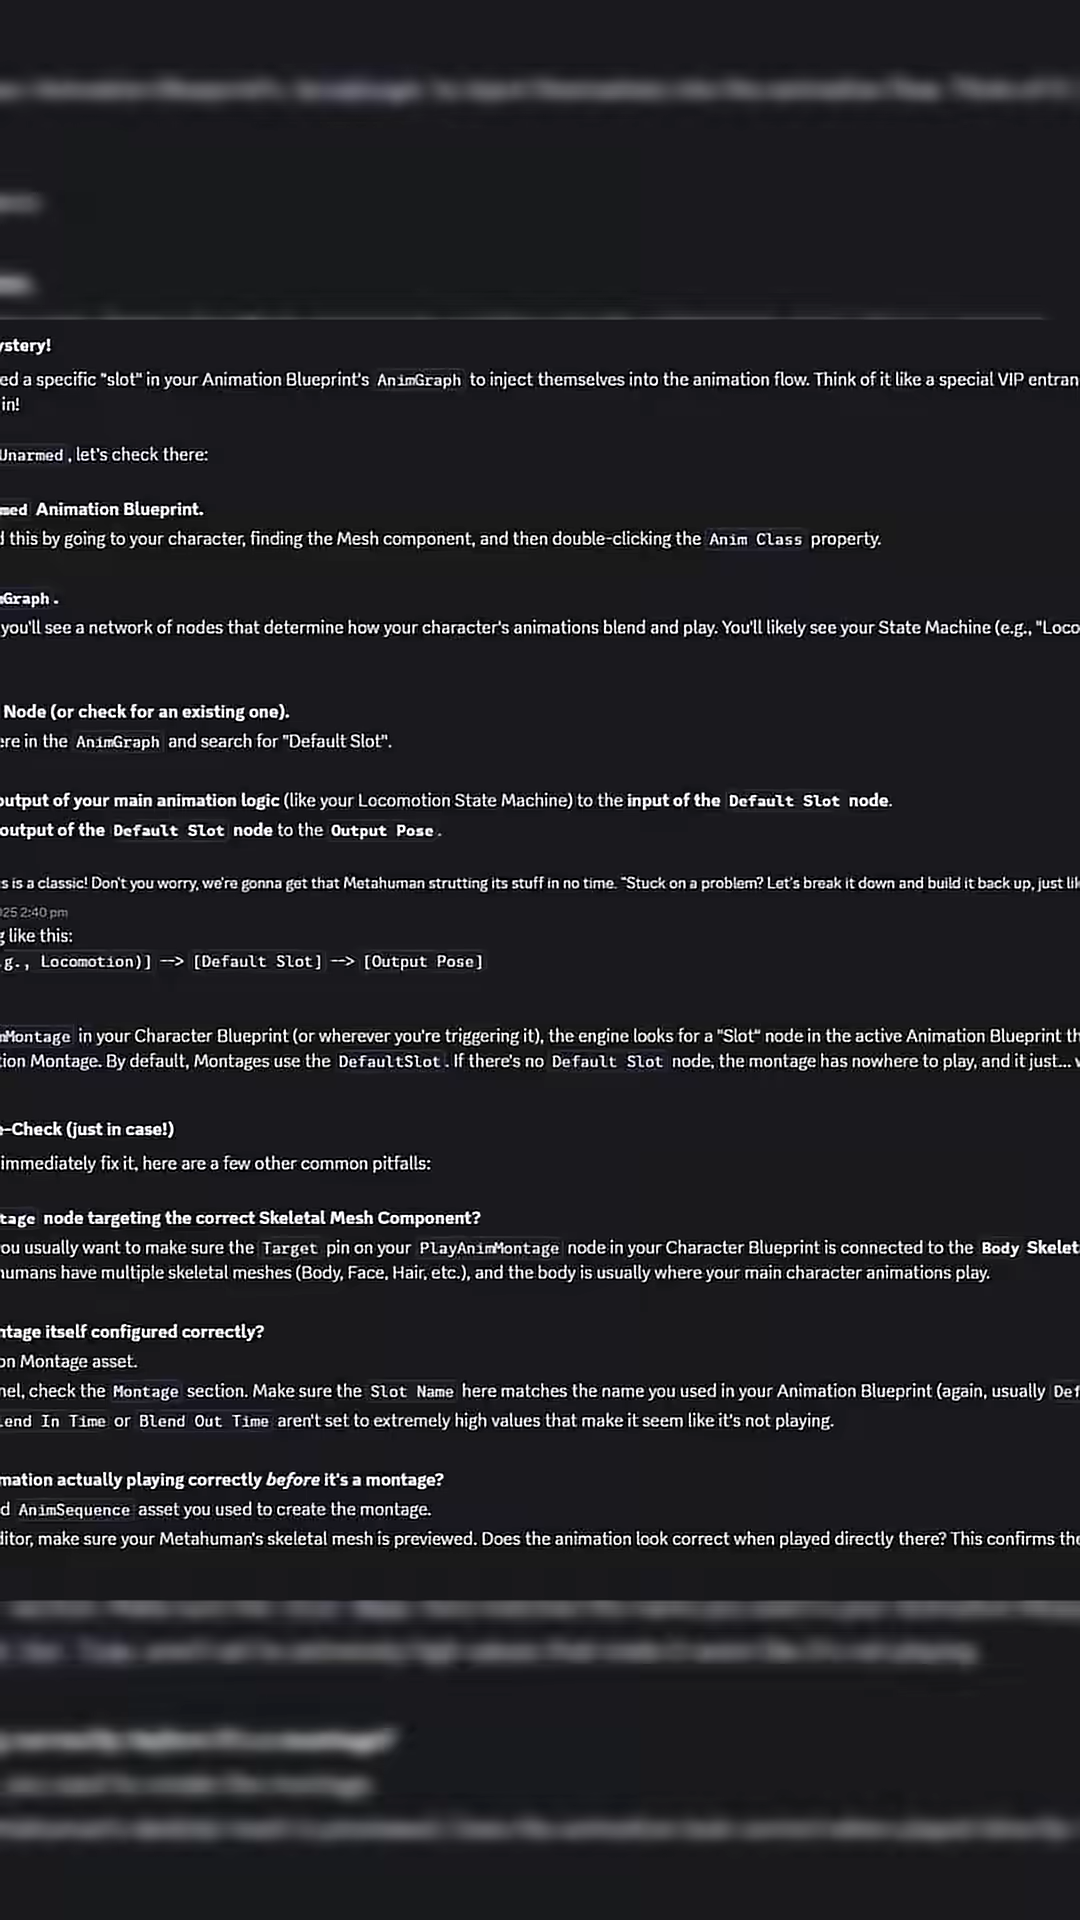 ystery!
ed a specific "slot" in your Animation Blueprint's AnimGraph to inject themselves into the animation flow. Think of it like a special VIP entran
in!
Unarmed, let's check there:
med Animation Blueprint.
d this by going to your character, finding the Mesh component, and then double-clicking the Anim Class property.
mGraph.
you'll see a network of nodes that determine how your character's animations blend and play. You'll likely see your State Machine (e.g., "Loco
Node (or check for an existing one).
ere in the AnimGraph and search for "Default Slot".
output of your main animation logic (like your Locomotion State Machine) to the input of the Default Slot node.
output of the Default Slot node to the Output Pose.
s is a classic! Don't you worry, we're gonna get that Metahuman strutting its stuff in no time. "Stuck on a problem? Let's break it down and build it back up, just lik
025 2:40 pm
g like this:
.g., Locomotion)] --> [Default Slot] --> [Output Pose]
mMontage in your Character Blueprint (or wherever you're triggering it), the engine looks for a "Slot" node in the active Animation Blueprint th
tion Montage. By default, Montages use the DefaultSlot. If there's no Default Slot node, the montage has nowhere to play, and it just...
e-Check (just in case!)
immediately fix it, here are a few other common pitfalls:
tage node targeting the correct Skeletal Mesh Component?
ou usually want to make sure the Target pin on your PlayAnimMontage node in your Character Blueprint is connected to the Body Skelet
humans have multiple skeletal meshes (Body, Face, Hair, etc.), and the body is usually where your main character animations play.
ntage itself configured correctly?
on Montage asset.
nel, check the Montage section. Make sure the Slot Name here matches the name you used in your Animation Blueprint (again, usually Def
lend In Time or Blend Out Time aren't set to extremely high values that make it seem like it's not playing.
mation actually playing correctly before it's a montage?
d AnimSequence asset you used to create the montage.
ditor, make sure your Metahuman's skeletal mesh is previewed. Does the animation look correct when played directly there? This confirms the